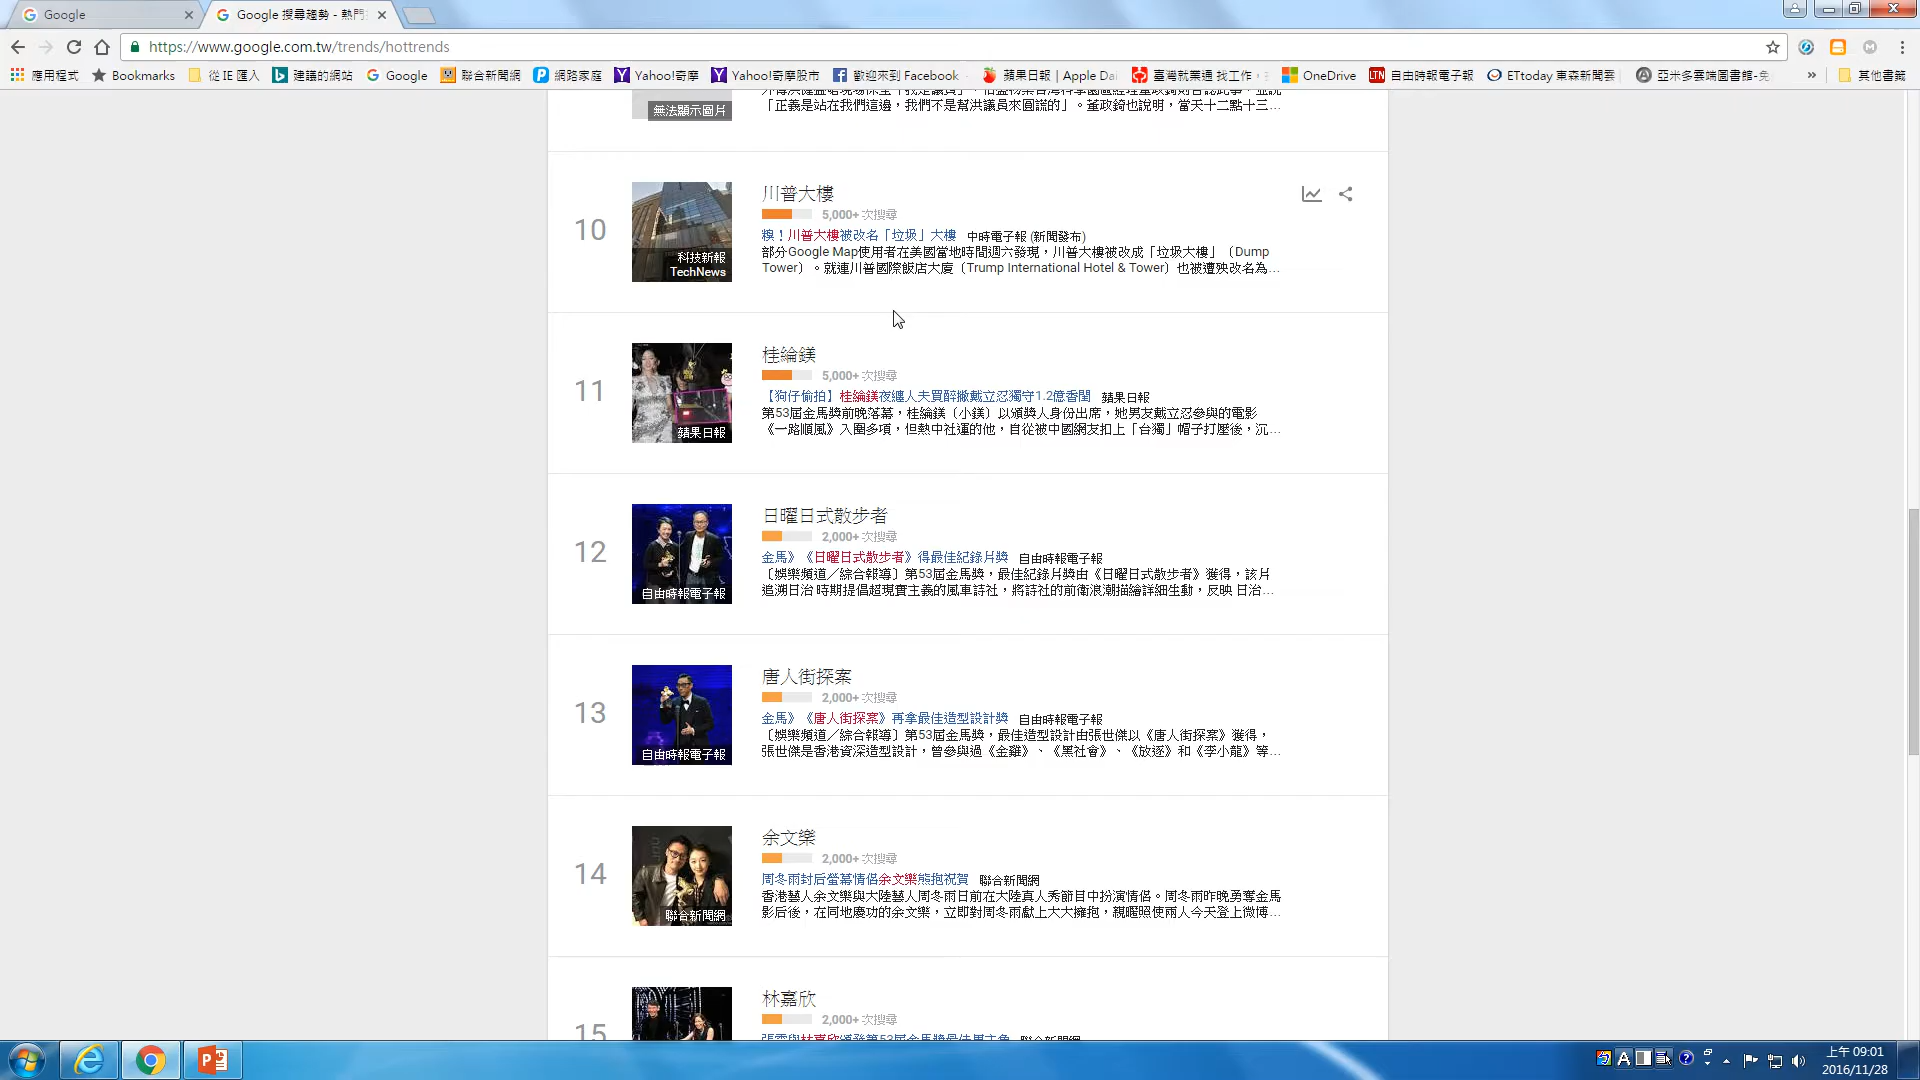 Google
Google 搜尋趨勢 - 熱門
https://www.google.com.tw/trends/hottrends
應用程式 Bookmarks 從 IE 匯入 建議的網站 Google 聯合新聞網 網路家庭 Yahoo!奇摩 Yahoo!奇摩股市 歡迎來到 Facebook 蘋果日報 | Apple Dai 臺灣就業通 找工作, OneDrive 自由時報電子報 ETtoday 東森新聞雲 亞米多雲端圖書館-免 » 其他書籤
無法顯示圖片
「正義是站在我們這邊,我們不是幫洪議員來圓謊的」。董政錡也說明,當天十二點十三...
10
科技新報
TechNews
川普大樓
5,000+ 次搜尋
糗!川普大樓被改名「垃圾」大樓 中時電子報 (新聞發布)
部分Google Map使用者在美國當地時間週六發現,川普大樓被改成「垃圾大樓」〔Dump
Tower〕。就連川普國際飯店大廈〔Trump International Hotel & Tower〕也被遭殃改名為...
11
蘋果日報
桂綸鎂
5,000+ 次搜尋
【狗仔偷拍】桂綸鎂夜纏人夫買醉撇戴立忍獨守1.2億香閨 蘋果日報
第53屆金馬獎前晚落幕,桂綸鎂〔小鎂〕以頒獎人身份出席,她男友戴立忍參與的電影
《一路順風》入圍多項,但熱中社運的他,自從被中國網友扣上「台獨」帽子打壓後,沉...
12
自由時報電子報
日曜日式散步者
2,000+ 次搜尋
金馬》《日曜日式散步者》得最佳紀錄片獎 自由時報電子報
〔娛樂頻道/綜合報導〕第53屆金馬獎,最佳紀錄片獎由《日曜日式散步者》獲得,該片
追溯日治 時期提倡超現實主義的風車詩社,將詩社的前衛浪潮描繪詳細生動,反映 日治...
13
自由時報電子報
唐人街探案
2,000+ 次搜尋
金馬》《唐人街探案》再拿最佳造型設計獎 自由時報電子報
〔娛樂頻道/綜合報導〕第53屆金馬獎,最佳造型設計由張世傑以《唐人街探案》獲得,
張世傑是香港資深造型設計,曾參與過《金雞》、《黑社會》、《放逐》和《李小龍》等...
14
聯合新聞網
余文樂
2,000+ 次搜尋
周冬雨封后螢幕情侶余文樂熊抱祝賀 聯合新聞網
香港藝人余文樂與大陸藝人周冬雨日前在大陸真人秀節目中扮演情侶。周冬雨昨晚勇奪金馬
影后後,在同地慶功的余文樂,立即對周冬雨獻上大大擁抱,親暱照使兩人今天登上微博...
15
林嘉欣
2,000+ 次搜尋
上午 09:01
2016/11/28